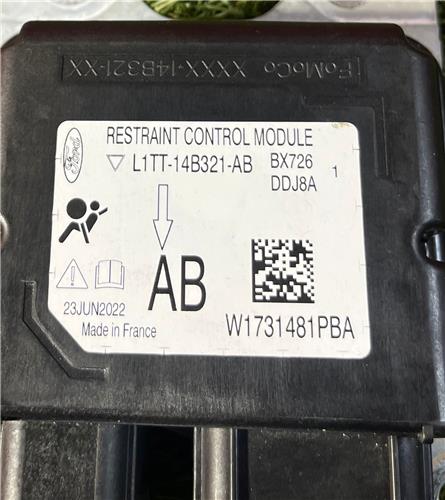 FoMoCo XXXX-14B321-XX
Ford
RESTRAINT CONTROL MODULE
L1TT-14B321-AB BX726 1
DDJ8A
AB
23JUN2022
Made in France
W1731481PBA